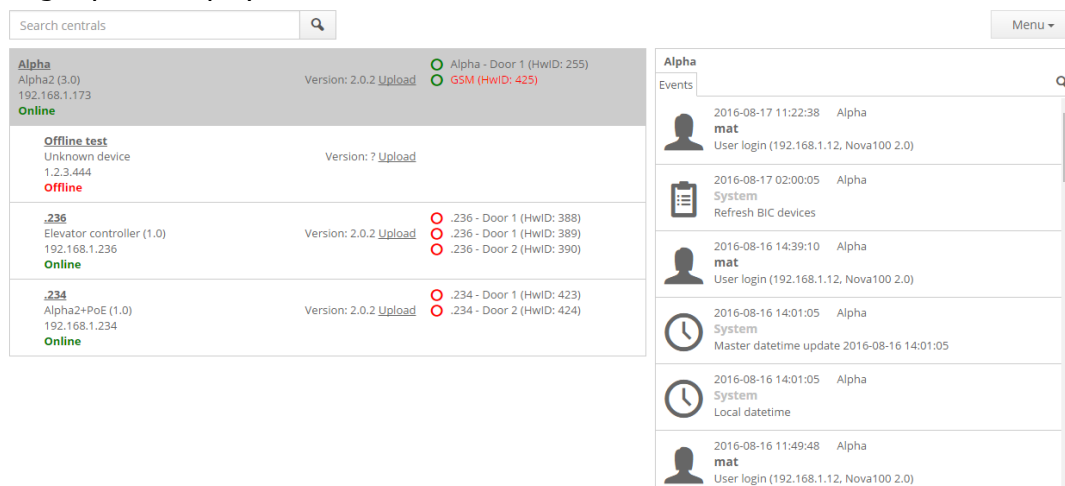 Search centrals
Menu
Alpha
Alpha2 (3.0)
192.168.1.173
Online
Version: 2.0.2 Upload
Alpha - Door 1 (HwID: 255)
GSM (HwID: 425)
Offline test
Unknown device
1.2.3.444
Offline
Version: ? Upload
.236
Elevator controller (1.0)
192.168.1.236
Online
Version: 2.0.2 Upload
.236 - Door 1 (HwID: 388)
.236 - Door 1 (HwID: 389)
.236 - Door 2 (HwID: 390)
.234
Alpha2+PoE (1.0)
192.168.1.234
Online
Version: 2.0.2 Upload
.234 - Door 1 (HwID: 423)
.234 - Door 2 (HwID: 424)
Alpha
Events
2016-08-17 11:22:38 Alpha
mat
User login (192.168.1.12, Nova100 2.0)
2016-08-17 02:00:05 Alpha
System
Refresh BIC devices
2016-08-16 14:39:10 Alpha
mat
User login (192.168.1.12, Nova100 2.0)
2016-08-16 14:01:05 Alpha
System
Master datetime update 2016-08-16 14:01:05
2016-08-16 14:01:05 Alpha
System
Local datetime
2016-08-16 11:49:48 Alpha
mat
User login (192.168.1.12, Nova100 2.0)